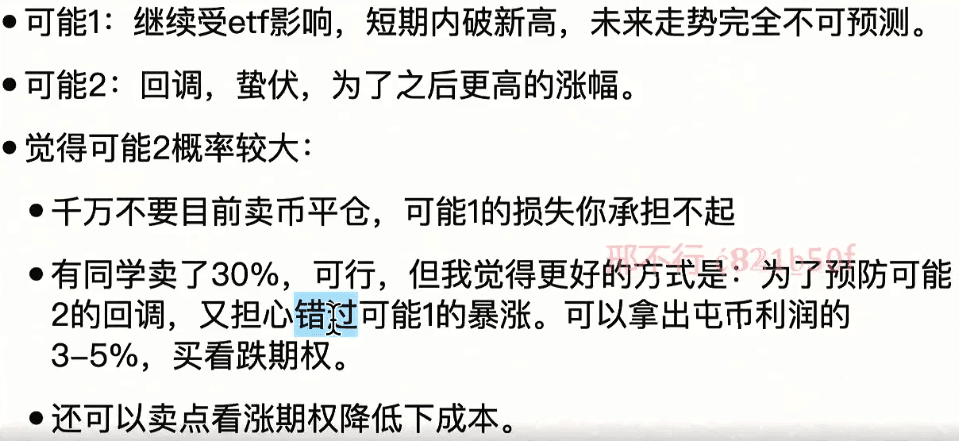 • 可能1：继续受etf影响，短期内破新高，未来走势完全不可预测。
• 可能2：回调，蛰伏，为了之后更高的涨幅。
• 觉得可能2概率较大：
• 千万不要目前卖币平仓，可能1的损失你承担不起
邢不行
• 有同学卖了30%，可行，但我觉得更好的方式是：为了预防可能
2的回调，又担心错过可能1的暴涨。可以拿出屯币利润的
3-5%，买看跌期权。
• 还可以卖点看涨期权降低下成本。